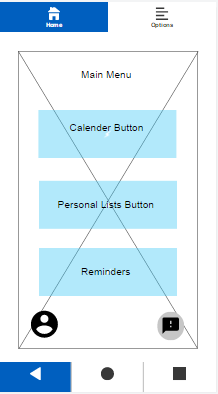 Home
Options
Main Menu
Calender Button
Personal Lists Button
Reminders